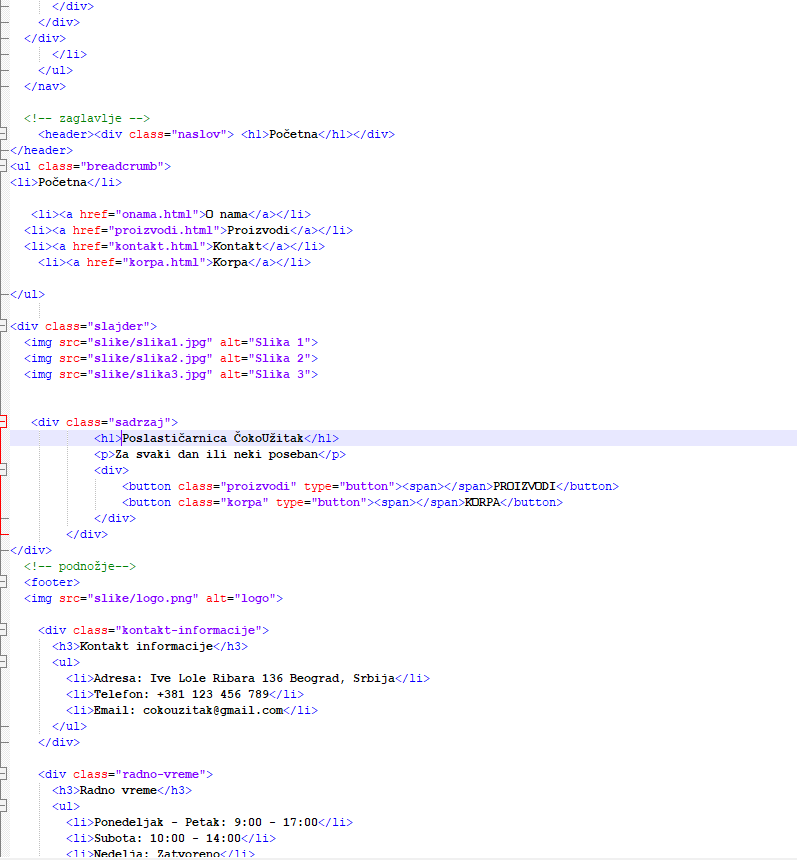 </div>
</div>
</div>
</li>
</ul>
</nav>
<!-- zaglavlje -->
<header><div class="naslov"> <h1>Početna</h1></div>
</header>
<ul class="breadcrumb">
<li>Početna</li>
<li><a href="onama.html">O nama</a></li>
<li><a href="proizvodi.html">Proizvodi</a></li>
<li><a href="kontakt.html">Kontakt</a></li>
<li><a href="korpa.html">Korpa</a></li>
</ul>
<div class="slajder">
<img src="slike/slika1.jpg" alt="Slika 1">
<img src="slike/slika2.jpg" alt="Slika 2">
<img src="slike/slika3.jpg" alt="Slika 3">
<div class="sadrzaj">
<h1>Poslastičarnica ČokoUžitak</h1>
<p>Za svaki dan ili neki poseban</p>
<div>
<button class="proizvodi" type="button"><span></span>PROIZVODI</button>
<button class="korpa" type="button"><span></span>KORPA</button>
</div>
</div>
</div>
<!-- podnožje-->
<footer>
<img src="slike/logo.png" alt="logo">
<div class="kontakt-informacije">
<h3>Kontakt informacije</h3>
<ul>
<li>Adresa: Ive Lole Ribara 136 Beograd, Srbija</li>
<li>Telefon: +381 123 456 789</li>
<li>Email: cokouzitak@gmail.com</li>
</ul>
</div>
<div class="radno-vreme">
<h3>Radno vreme</h3>
<ul>
<li>Ponedeljak - Petak: 9:00 - 17:00</li>
<li>Subota: 10:00 - 14:00</li>
<li>Nedelja: Zatvoreno</li>